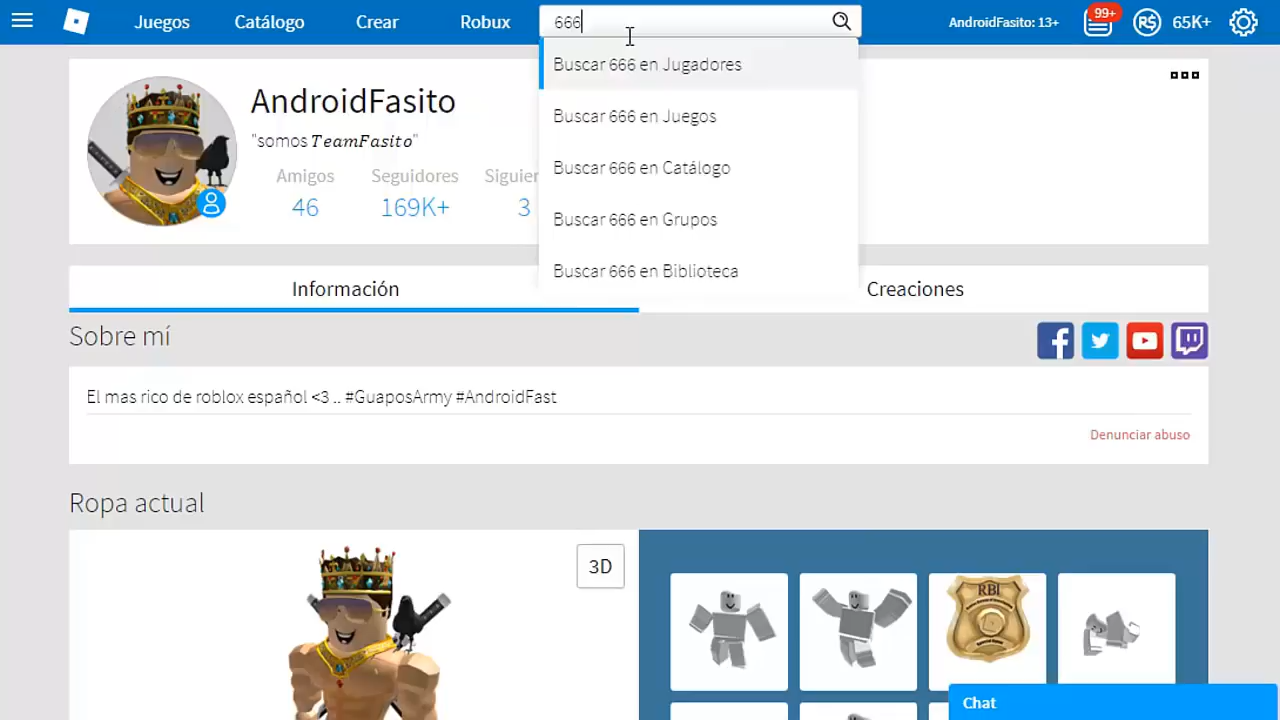 Juegos
Catálogo
Crear
Robux
666
AndroidFasito: 13+
99+
R$
65K+
Buscar 666 en Jugadores
Buscar 666 en Juegos
Buscar 666 en Catálogo
Buscar 666 en Grupos
Buscar 666 en Biblioteca
AndroidFasito
"somos 𝑇𝑒𝑎𝑚𝐹𝑎𝑠𝑖𝑡𝑜"
Amigos
Seguidores
Siguien
46
169K+
3
Información
Creaciones
Sobre mí
El mas rico de roblox español <3 .. #GuaposArmy #AndroidFast
Denunciar abuso
Ropa actual
3D
RBI
Chat